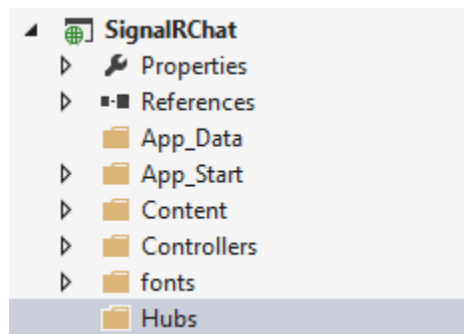 SignalRChat
Properties
References
App_Data
App_Start
Content
Controllers
fonts
Hubs